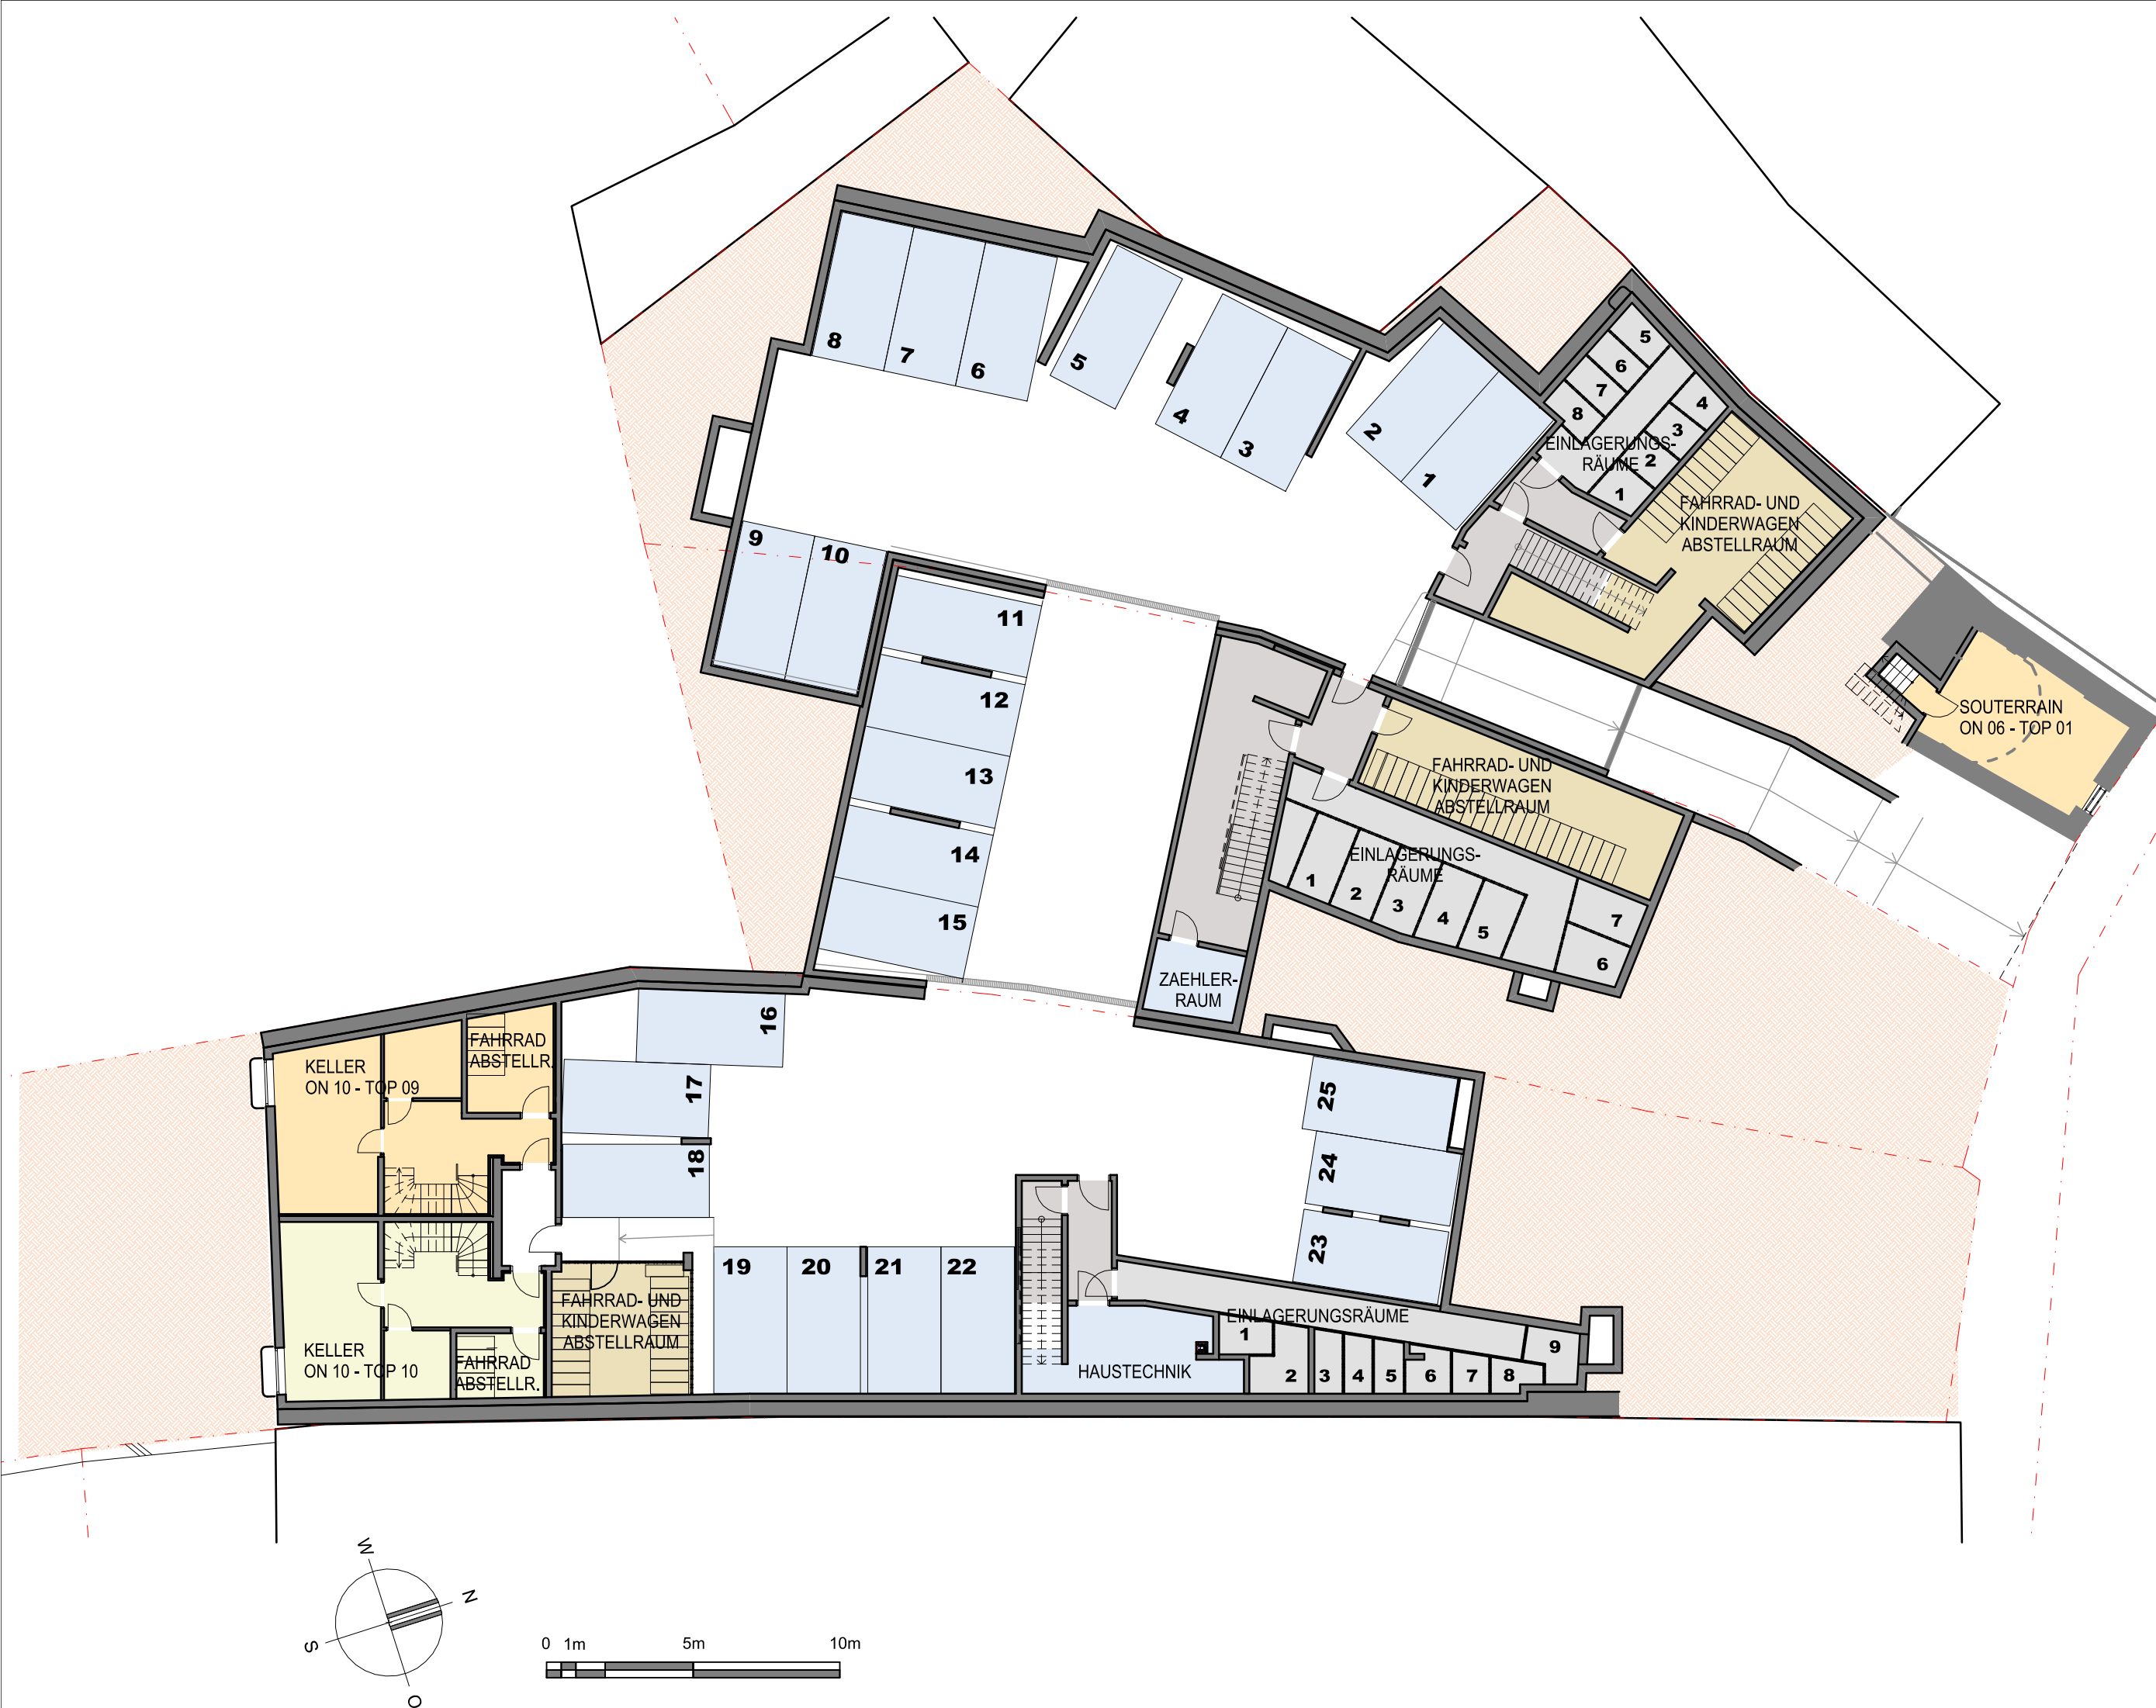 8
7
6
5
4
3
2
1
5
6
7
8
4
3
2
1
EINLAGERUNGS-
RÄUME
FAHRRAD- UND
KINDERWAGEN
ABSTELLRAUM
9
10
11
12
13
14
15
SOUTERRAIN
ON 06 - TOP 01
FAHRRAD- UND
KINDERWAGEN
ABSTELLRAUM
EINLAGERUNGS-
RÄUME
1
2
3
4
5
7
6
ZAEHLER-
RAUM
16
17
18
KELLER
ON 10 - TOP 09
FAHRRAD
ABSTELLR.
25
24
23
19
20
21
22
FAHRRAD- UND
KINDERWAGEN
ABSTELLRAUM
KELLER
ON 10 - TOP 10
FAHRRAD
ABSTELLR.
HAUSTECHNIK
EINLAGERUNGSRÄUME
1
2
3
4
5
6
7
8
9
W
N
S
O
0 1m 5m 10m